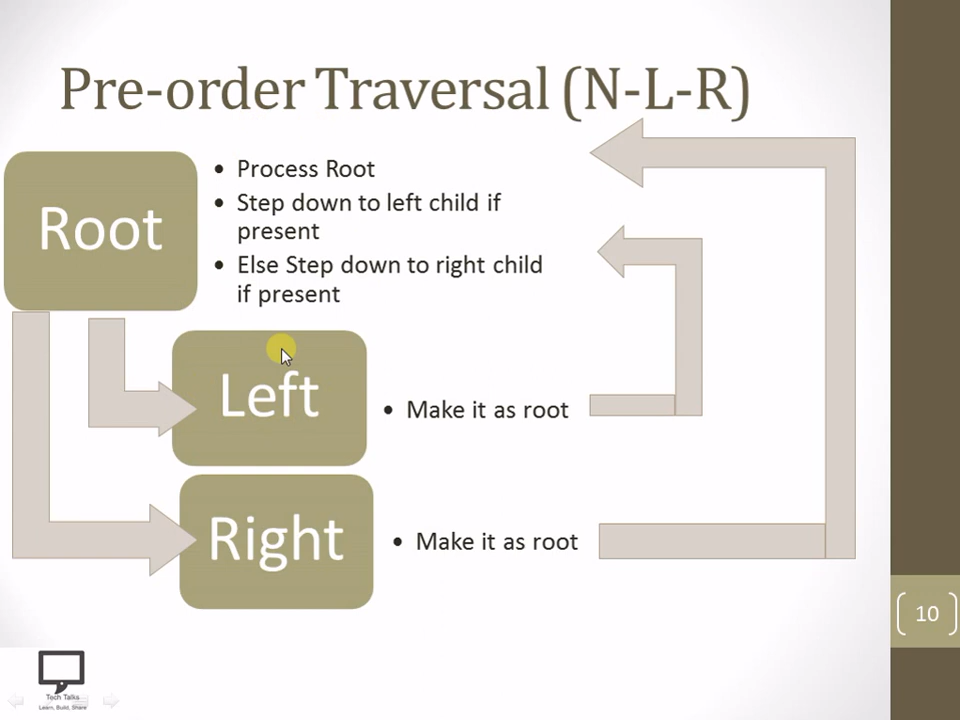 Pre-order Traversal (N-L-R)
Root
• Process Root
• Step down to left child if
present
• Else Step down to right child
if present
Left
• Make it as root
Right
• Make it as root
10
Tech Talks
Learn, Build, Share